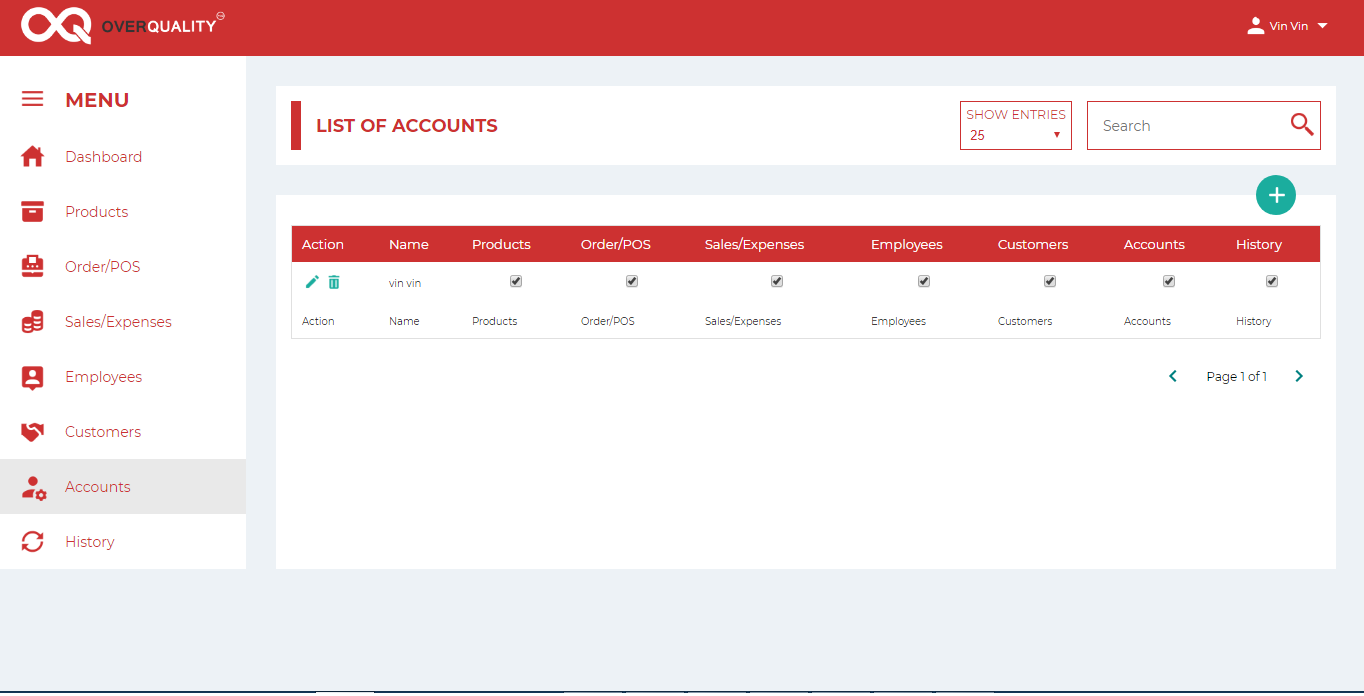 OVERQUALITY
Vin Vin
MENU
Dashboard
Products
Order/POS
Sales/Expenses
Employees
Customers
Accounts
History
LIST OF ACCOUNTS
SHOW ENTRIES
25
Search
Action Name Products Order/POS Sales/Expenses Employees Customers Accounts History
vin vin
Action Name Products Order/POS Sales/Expenses Employees Customers Accounts History
Page 1 of 1